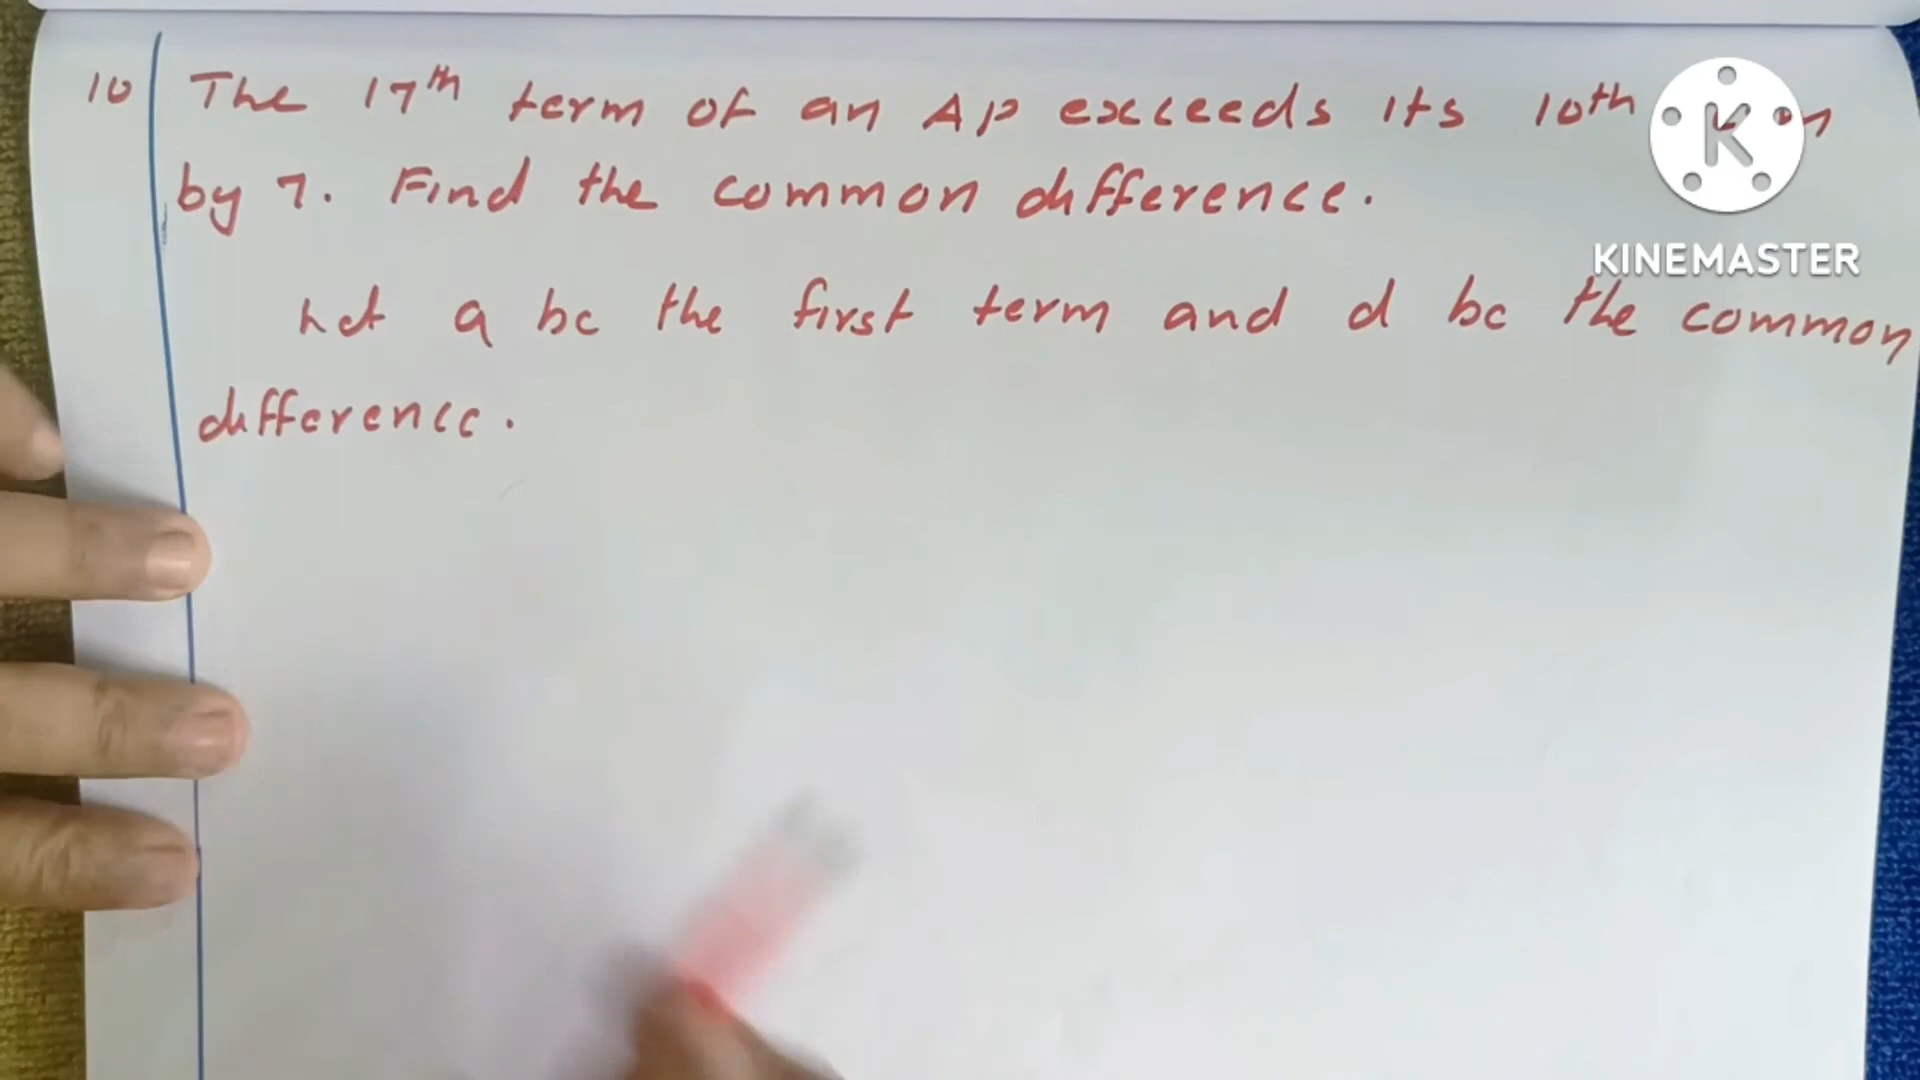 10 The 17th term of an AP exceeds its 10th
by 7. Find the common difference.
KINEMASTER
Let a be the first term and d be the common
difference.